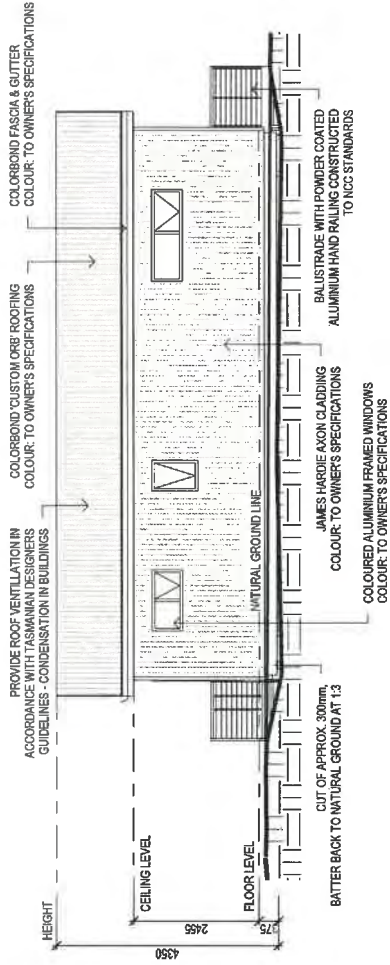 PROVIDE ROOF VENTILATION IN
ACCORDANCE WITH TASMANIAN DESIGNERS
GUIDELINES - CONDENSATION IN BUILDINGS
COLORBOND 'CUSTOM ORB' ROOFING
COLOUR: TO OWNER'S SPECIFICATIONS
COLORBOND FASCIA & GUTTER
COLOUR: TO OWNER'S SPECIFICATIONS
HEIGHT
CEILING LEVEL
FLOOR LEVEL
4350
2455
375
NATURAL GROUND LINE
CUT OF APPROX. 300mm,
BATTER BACK TO NATURAL GROUND AT 1:3
COLOURED ALUMINIUM FRAMED WINDOWS
COLOUR: TO OWNER'S SPECIFICATIONS
JAMES HARDIE AXON CLADDING
COLOUR: TO OWNER'S SPECIFICATIONS
BALUSTRADE WITH POWDER COATED
ALUMINIUM HAND RAILING CONSTRUCTED
TO NCC STANDARDS